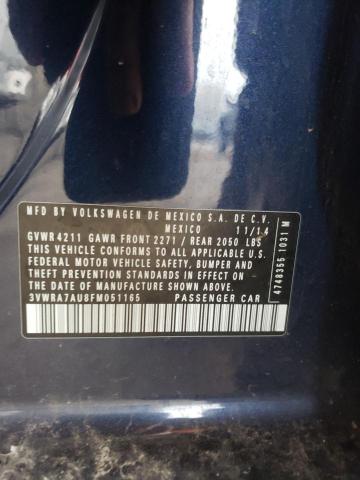 MFD BY VOLKSWAGEN DE MEXICO S.A. DE C.V.
MEXICO 11/14
GVWR 4211 GAWR FRONT 2271 / REAR 2050 LBS
THIS VEHICLE CONFORMS TO ALL APPLICABLE U.S.
FEDERAL MOTOR VEHICLE SAFETY, BUMPER AND
THEFT PREVENTION STANDARDS IN EFFECT ON
THE DATE OF MANUFACTURE SHOWN ABOVE.
3VWRA7AU8FM051165 PASSENGER CAR
4748355 1031 M